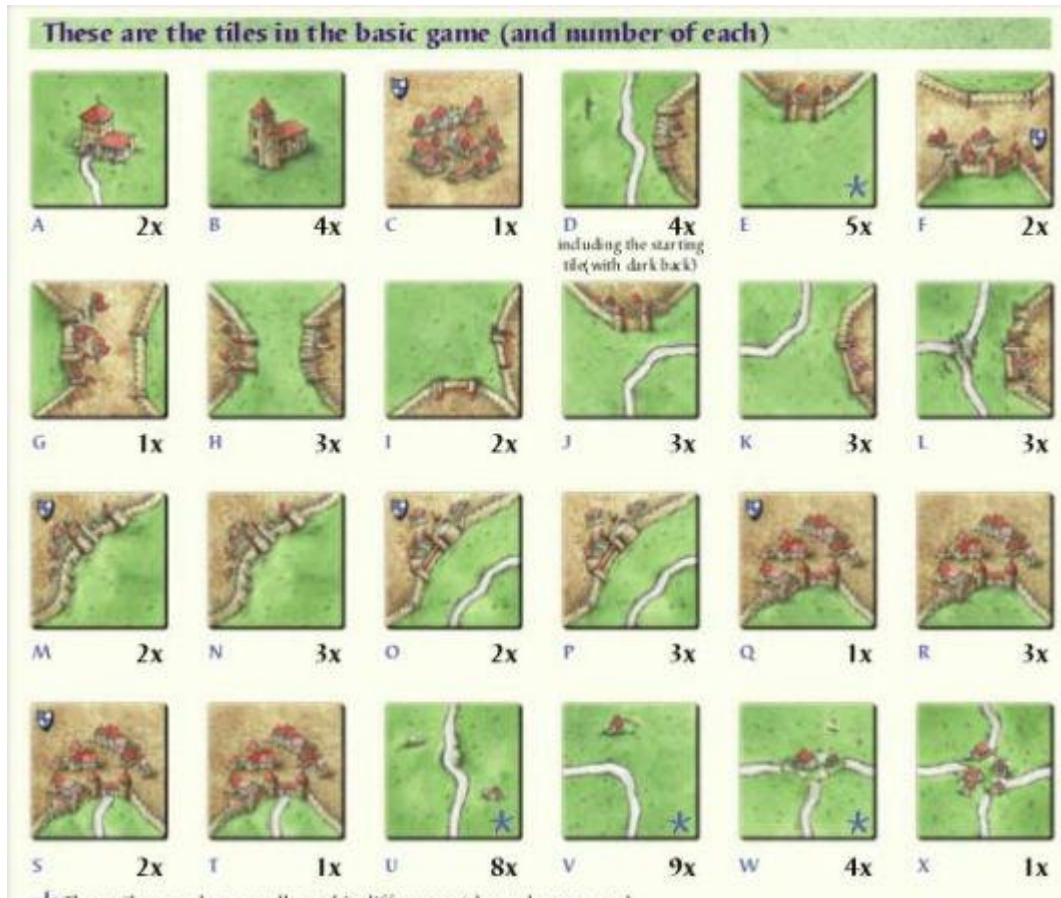 These are the tiles in the basic game (and number of each)
A 2x B 4x C 1x D 4x E 5x F 2x
including the starting
tile(with dark back)
G 1x H 3x I 2x J 3x K 3x L 3x
M 2x N 3x O 2x P 3x Q 1x R 3x
S 2x T 1x U 8x V 9x W 4x X 1x